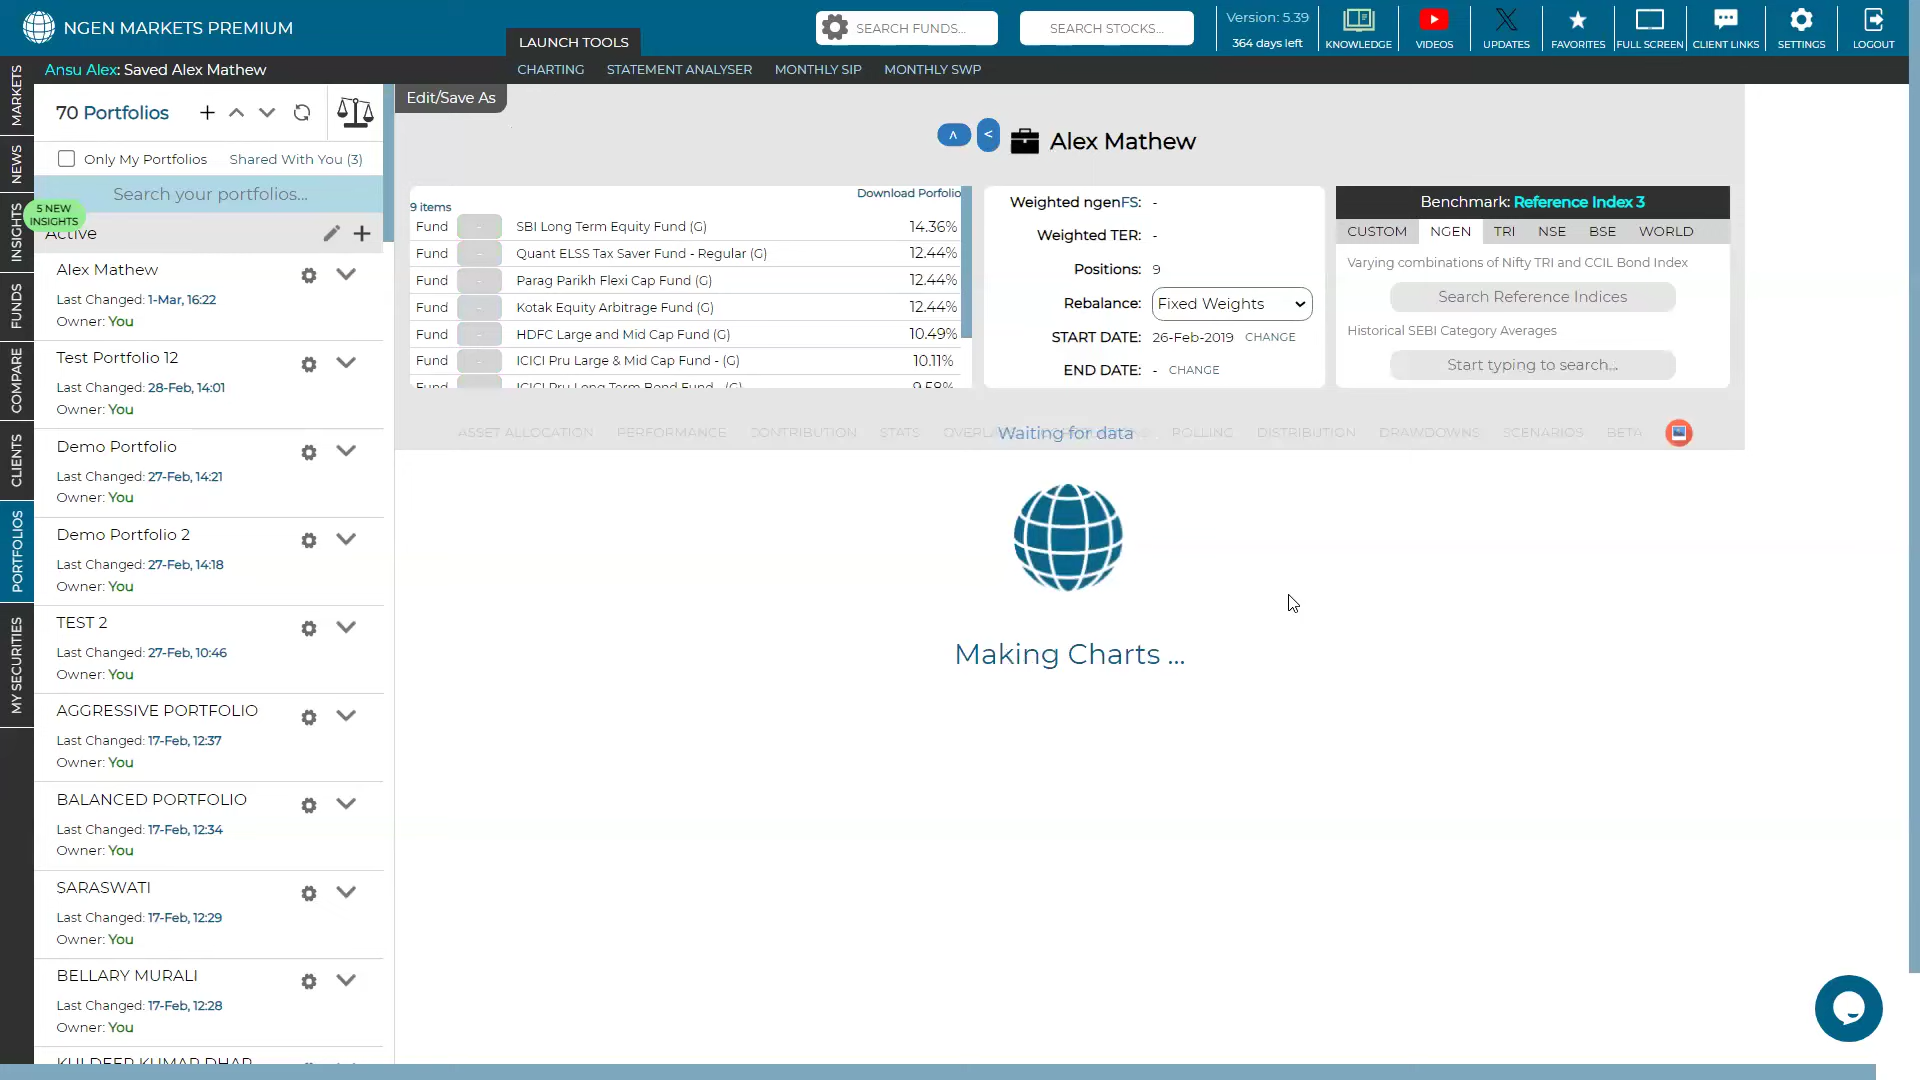 NGEN MARKETS PREMIUM
SEARCH FUNDS...
SEARCH STOCKS...
Version: 5.39
364 days left
KNOWLEDGE
VIDEOS
UPDATES
FAVORITES
FULL SCREEN
CLIENT LINKS
SETTINGS
LOGOUT
LAUNCH TOOLS
Ansu Alex: Saved Alex Mathew
CHARTING
STATEMENT ANALYSER
MONTHLY SIP
MONTHLY SWP
MARKETS
NEWS
INSIGHTS
FUNDS
COMPARE
CLIENTS
PORTFOLIOS
MY SECURITIES
5 NEW
INSIGHTS
70 Portfolios
Only My Portfolios
Shared With You (3)
Search your portfolios...
Active
Alex Mathew
Last Changed: 1-Mar, 16:22
Owner: You
Test Portfolio 12
Last Changed: 28-Feb, 14:01
Owner: You
Demo Portfolio
Last Changed: 27-Feb, 14:21
Owner: You
Demo Portfolio 2
Last Changed: 27-Feb, 14:18
Owner: You
TEST 2
Last Changed: 27-Feb, 10:46
Owner: You
AGGRESSIVE PORTFOLIO
Last Changed: 17-Feb, 12:37
Owner: You
BALANCED PORTFOLIO
Last Changed: 17-Feb, 12:34
Owner: You
SARASWATI
Last Changed: 17-Feb, 12:29
Owner: You
BELLARY MURALI
Last Changed: 17-Feb, 12:28
Owner: You
KULDEEP KUMAR DHAR
Edit/Save As
Alex Mathew
Download Porfolio
9 items
Fund - SBI Long Term Equity Fund (G) 14.36%
Fund - Quant ELSS Tax Saver Fund - Regular (G) 12.44%
Fund - Parag Parikh Flexi Cap Fund (G) 12.44%
Fund - Kotak Equity Arbitrage Fund (G) 12.44%
Fund - HDFC Large and Mid Cap Fund (G) 10.49%
Fund - ICICI Pru Large & Mid Cap Fund - (G) 10.11%
Fund - ICICI Pru Long Term Bond Fund - (G) 9.58%
Weighted ngenFS: -
Weighted TER: -
Positions: 9
Rebalance: Fixed Weights
START DATE: 26-Feb-2019 CHANGE
END DATE: - CHANGE
Benchmark: Reference Index 3
CUSTOM NGEN TRI NSE BSE WORLD
Varying combinations of Nifty TRI and CCIL Bond Index
Search Reference Indices
Historical SEBI Category Averages
Start typing to search...
ASSET ALLOCATION PERFORMANCE CONTRIBUTION STATS Waiting for data ROLLING DISTRIBUTION DRAWDOWNS SCENARIOS BETA
Making Charts ...